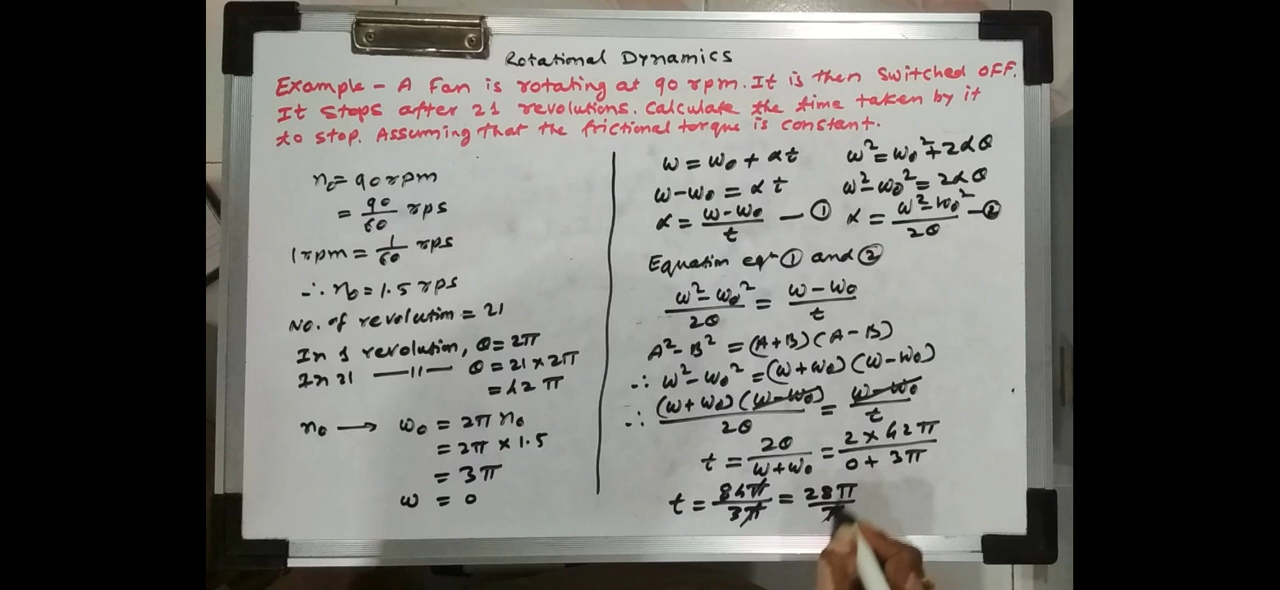 Rotational Dynamics
Example - A Fan is rotating at 90 rpm. It is then switched OFF.
It stops after 21 revolutions. Calculate the time taken by it
to stop. Assuming that the frictional torque is constant.
n₀ = 90 rpm
= 90/60 rps
1 rpm = 1/60 rps
∴ n₀ = 1.5 rps
No. of revolution = 21
In 1 revolution, θ = 2π
In 21 —〃— θ = 21 × 2π
= 42 π
n₀ → ω₀ = 2π n₀
= 2π × 1.5
= 3π
ω = 0
ω = ω₀ + αt
ω - ω₀ = αt
α = (ω - ω₀)/t — ①
ω² = ω₀² + 2αθ
ω² - ω₀² = 2αθ
α = (ω² - ω₀²)/2θ - ②
Equation eqⁿ ① and ②
(ω² - ω₀²)/2θ = (ω - ω₀)/t
A² - B² = (A+B)(A-B)
∴ ω² - ω₀² = (ω+ω₀)(ω-ω₀)
∴ (ω+ω₀)(ω-ω₀)/2θ = (ω-ω₀)/t
t = 2θ/(ω+ω₀) = (2 × 42π)/(0 + 3π)
t = 84π/3π = 28π/π